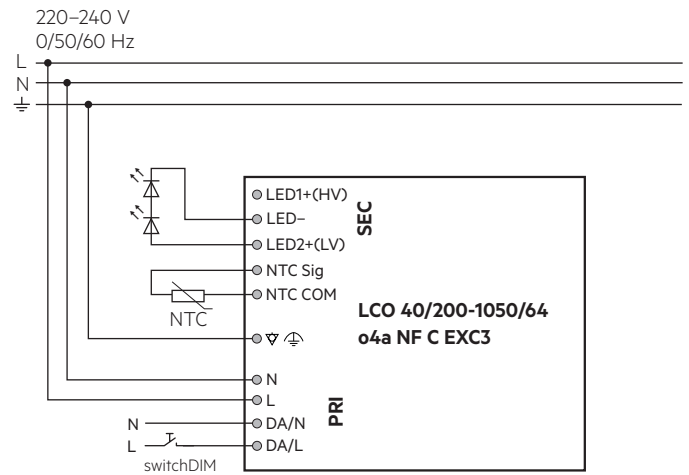 220–240 V
0/50/60 Hz
L
N
LED1+(HV)
LED–
LED2+(LV)
SEC
NTC Sig
NTC COM
NTC
LCO 40/200-1050/64
o4a NF C EXC3
N
L
PRI
N
DA/N
L
DA/L
switchDIM